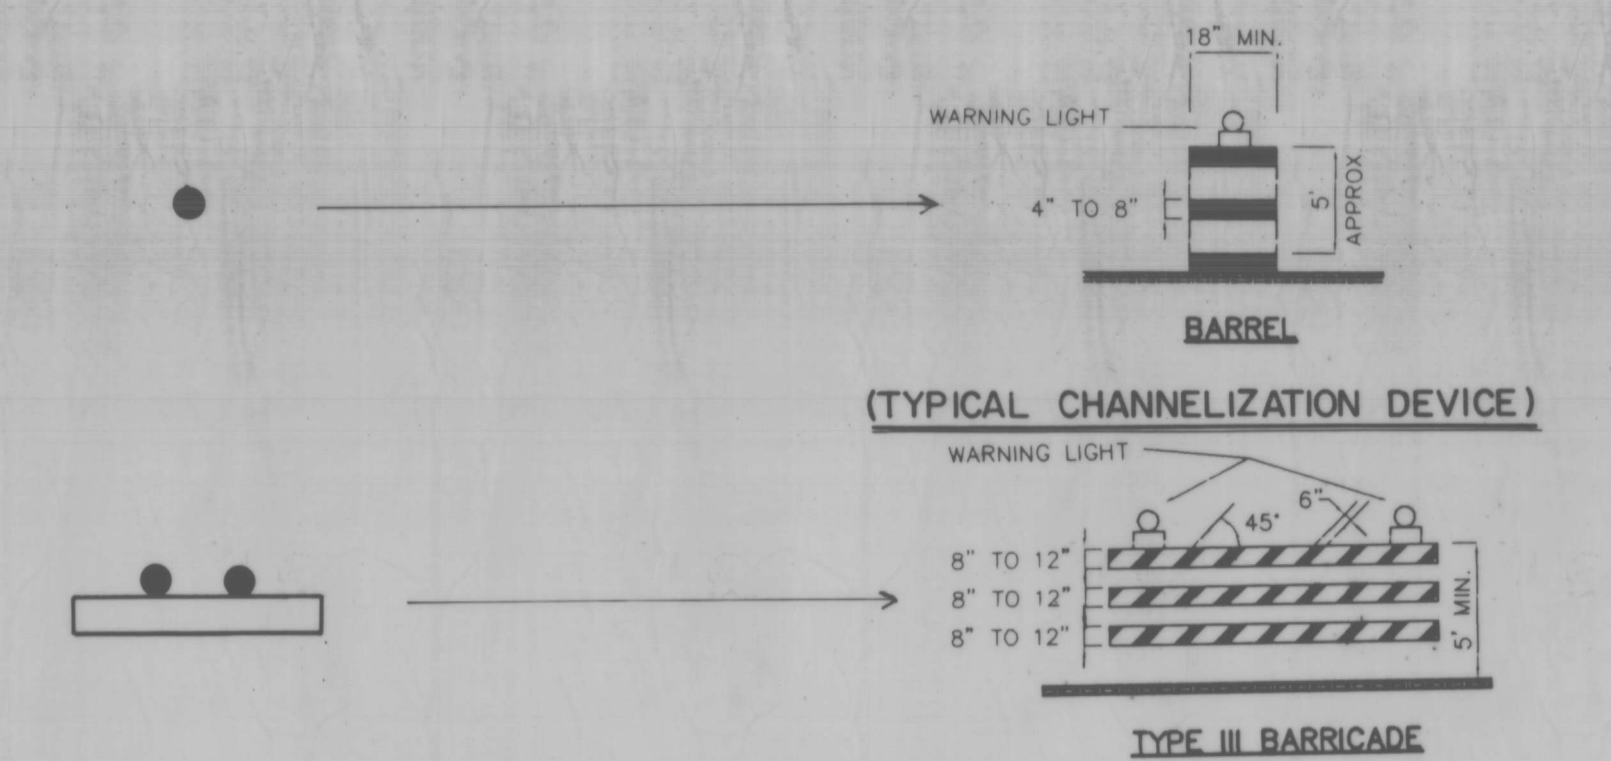 18" MIN.
WARNING LIGHT
4" TO 8"
5'
APPROX
BARREL
(TYPICAL CHANNELIZATION DEVICE)
WARNING LIGHT
6"
45°
8" TO 12"
8" TO 12"
8" TO 12"
5' MIN.
TYPE III BARRICADE